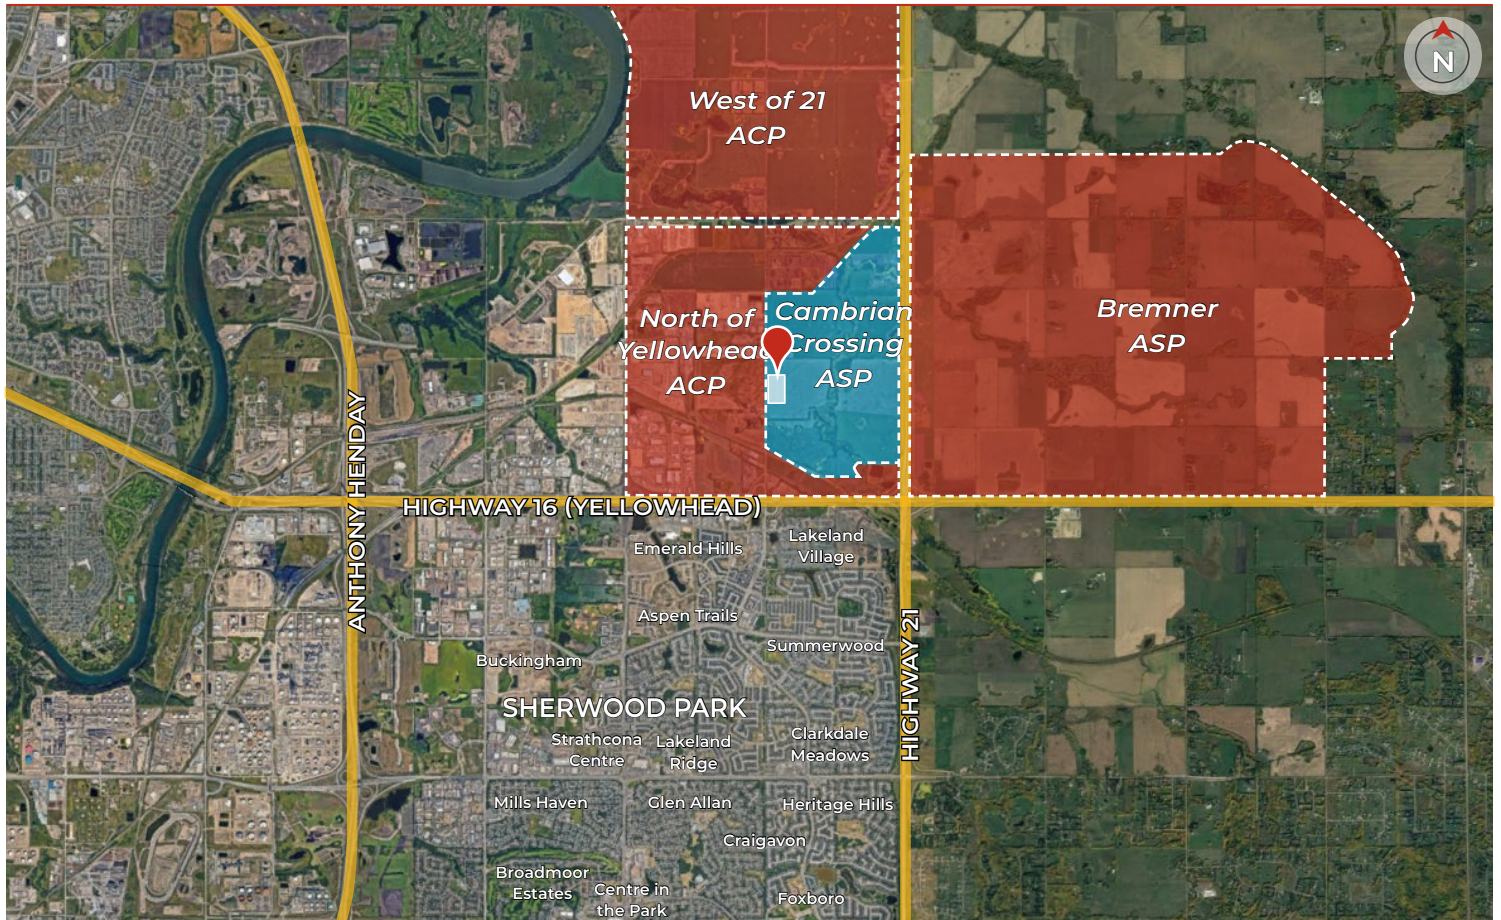 N
West of 21
ACP
North of
Yellowhead
ACP
Cambrian
Crossing
ASP
Bremner
ASP
ANTHONY HENDAY
HIGHWAY 16 (YELLOWHEAD)
HIGHWAY 21
Emerald Hills
Lakeland
Village
Aspen Trails
Summerwood
Buckingham
SHERWOOD PARK
Strathcona
Centre
Lakeland
Ridge
Clarkdale
Meadows
Mills Haven
Glen Allan
Heritage Hills
Craigavon
Broadmoor
Estates
Centre in
the Park
Foxboro